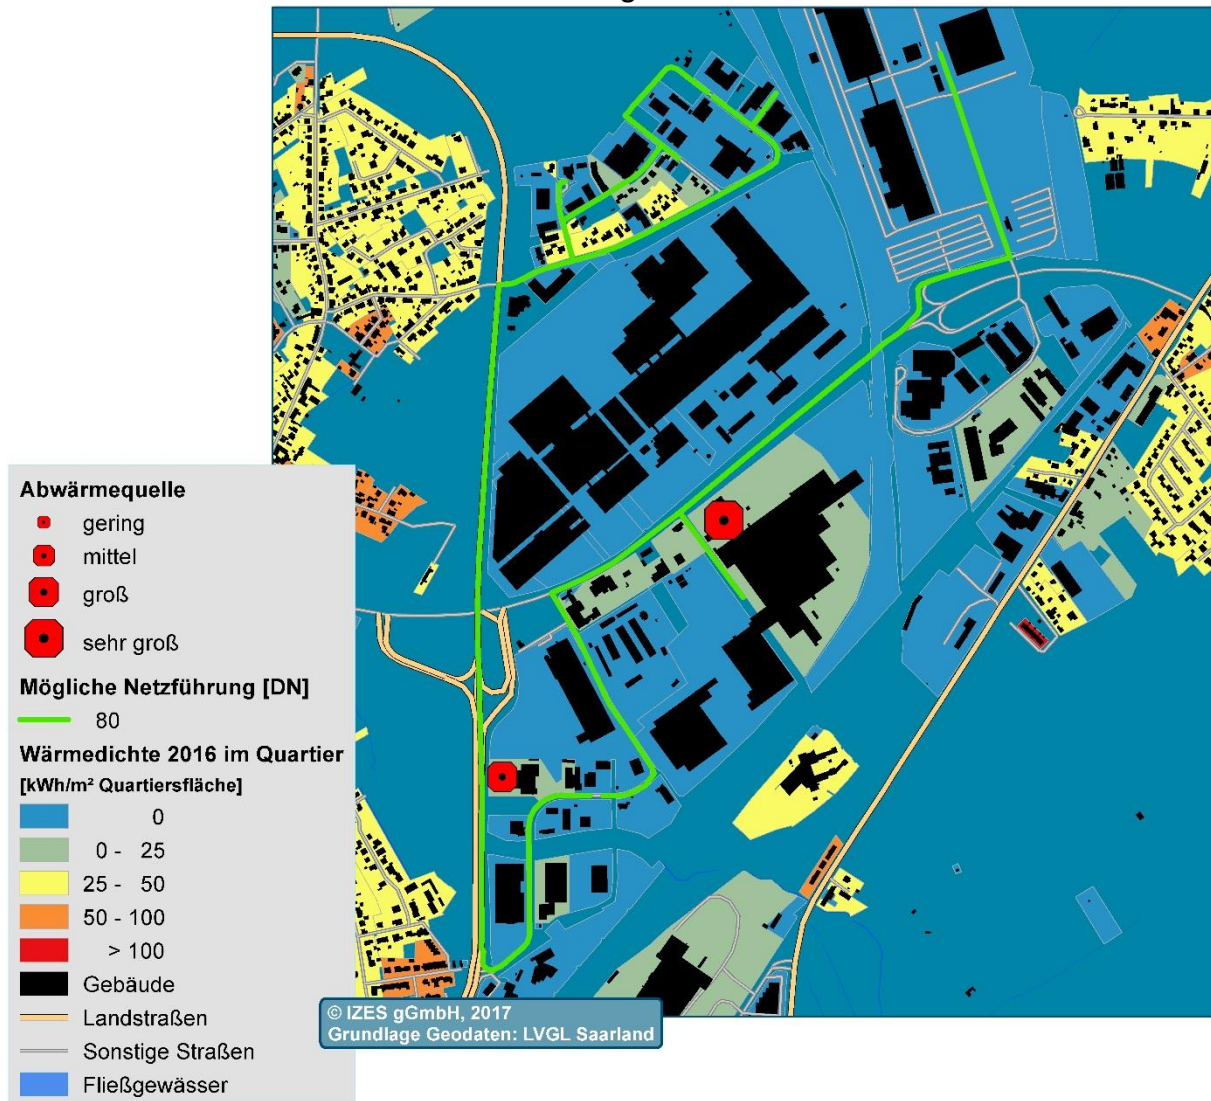 Abwärmequelle
gering
mittel
groß
sehr groß
Mögliche Netzführung [DN]
80
Wärmedichte 2016 im Quartier
[kWh/m² Quartiersfläche]
0
0 - 25
25 - 50
50 - 100
> 100
Gebäude
Landstraßen
Sonstige Straßen
Fließgewässer
© IZES gGmbH, 2017
Grundlage Geodaten: LVGL Saarland